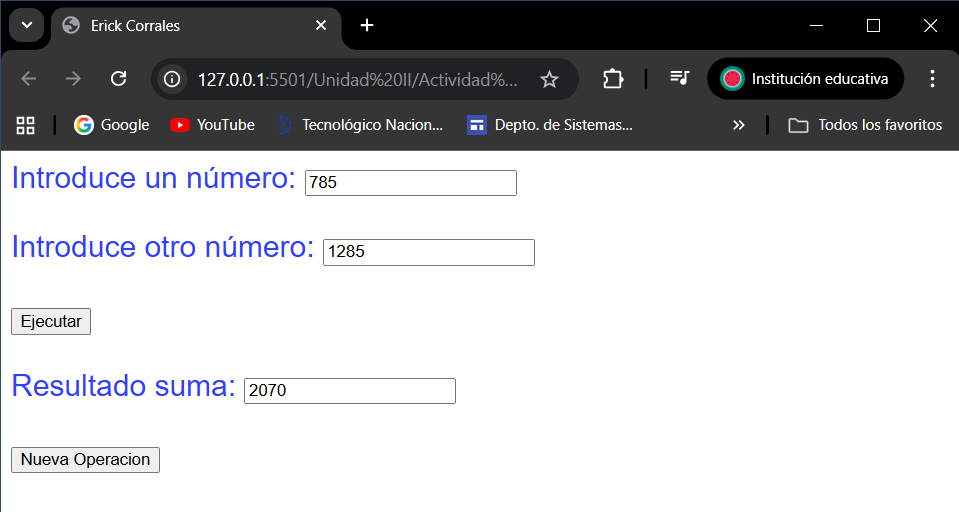 Erick Corrales
127.0.0.1:5501/Unidad%20II/Actividad%...
Institución educativa
Google YouTube Tecnológico Nacion... Depto. de Sistemas... » Todos los favoritos
Introduce un número: 785
Introduce otro número: 1285
Ejecutar
Resultado suma: 2070
Nueva Operacion